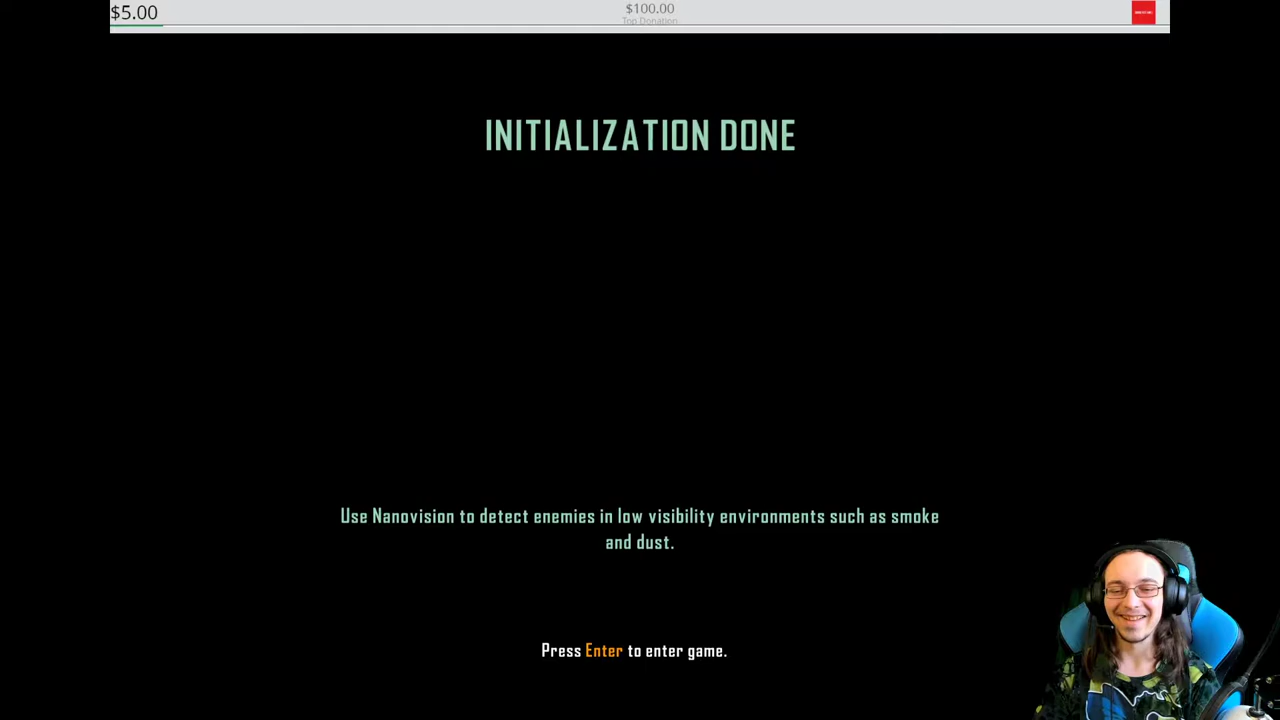 $5.00
$100.00
Top Donation
INITIALIZATION DONE
Use Nanovision to detect enemies in low visibility environments such as smoke
and dust.
Press Enter to enter game.